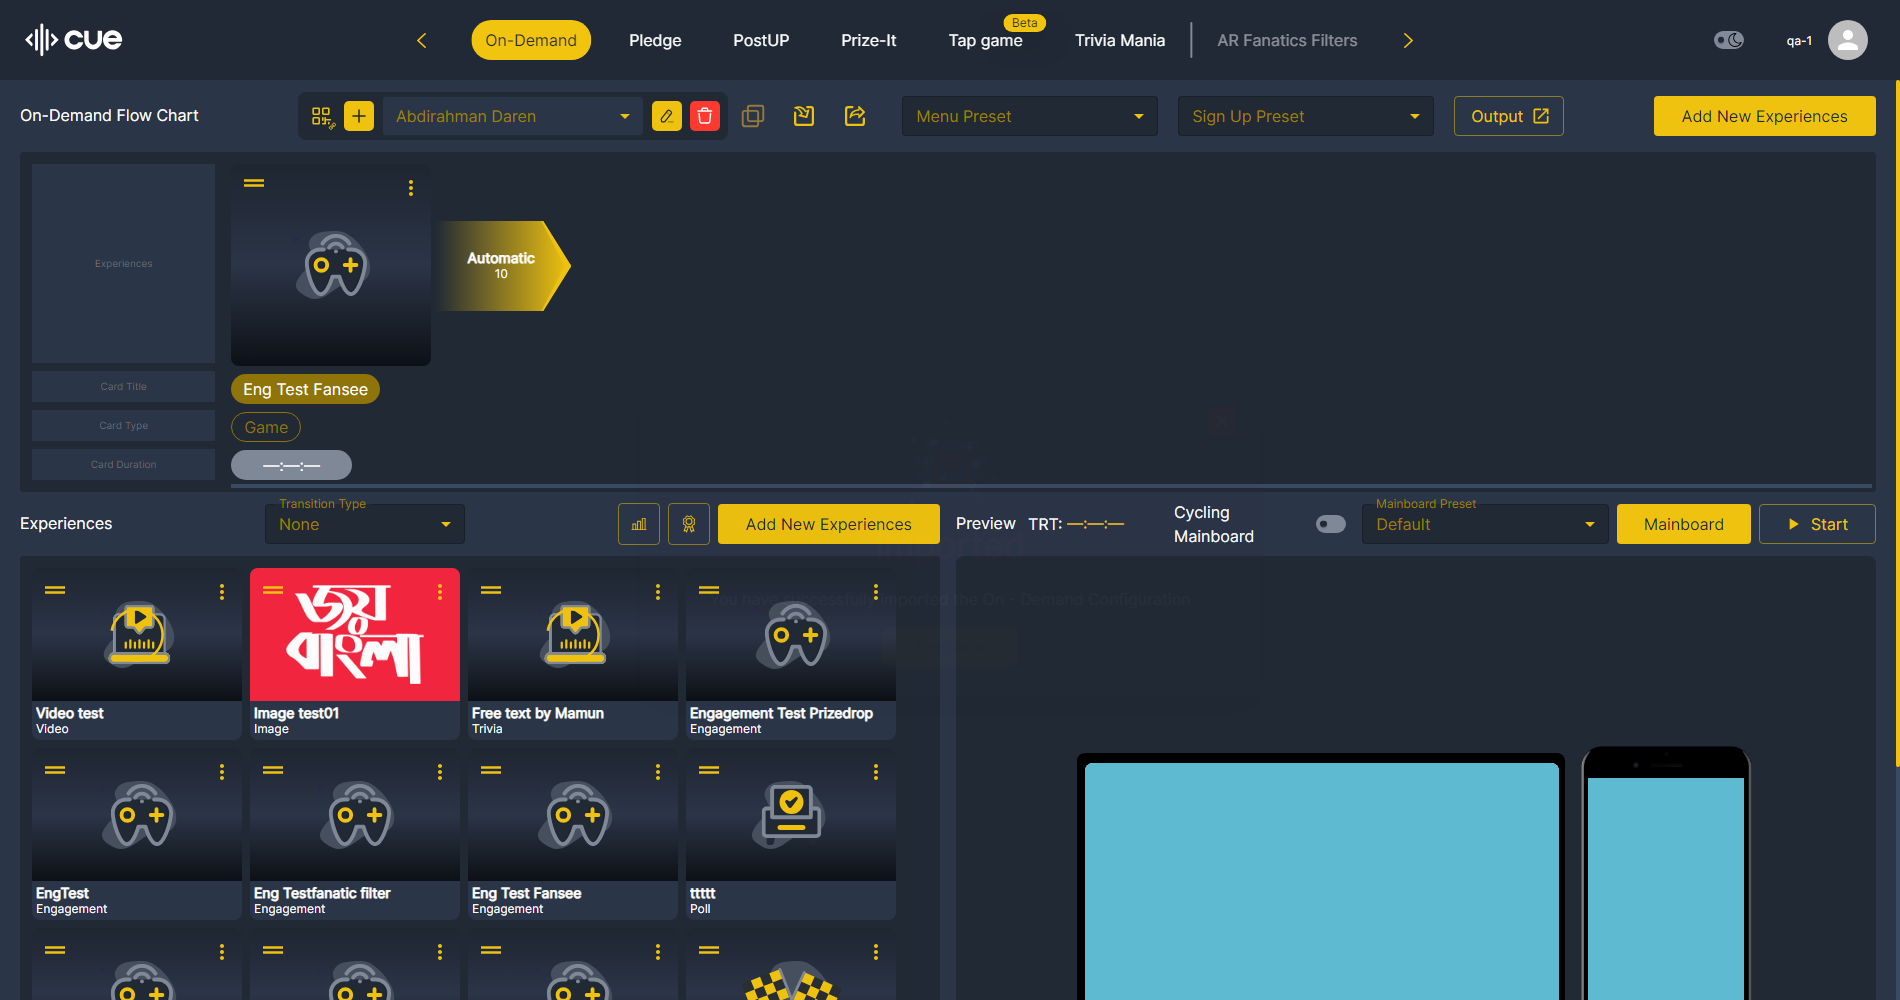 cue
On-Demand
Pledge
PostUP
Prize-It
Tap game
Beta
Trivia Mania
AR Fanatics Filters
qa-1
On-Demand Flow Chart
Abdirahman Daren
Menu Preset
Sign Up Preset
Output
Add New Experiences
Experiences
Automatic
10
Card Title
Eng Test Fansee
Card Type
Game
Card Duration
—:—:—
Experiences
Transition Type
None
Add New Experiences
Preview
TRT: —:—:—
Cycling
Mainboard
Mainboard Preset
Default
Mainboard
Start
Imported
You have successfully imported the On - Demand Configuration
জয়
বাংলা
Video test
Video
Image test01
Image
Free text by Mamun
Trivia
Engagement Test Prizedrop
Engagement
EngTest
Engagement
Eng Testfanatic filter
Engagement
Eng Test Fansee
Engagement
ttttt
Poll